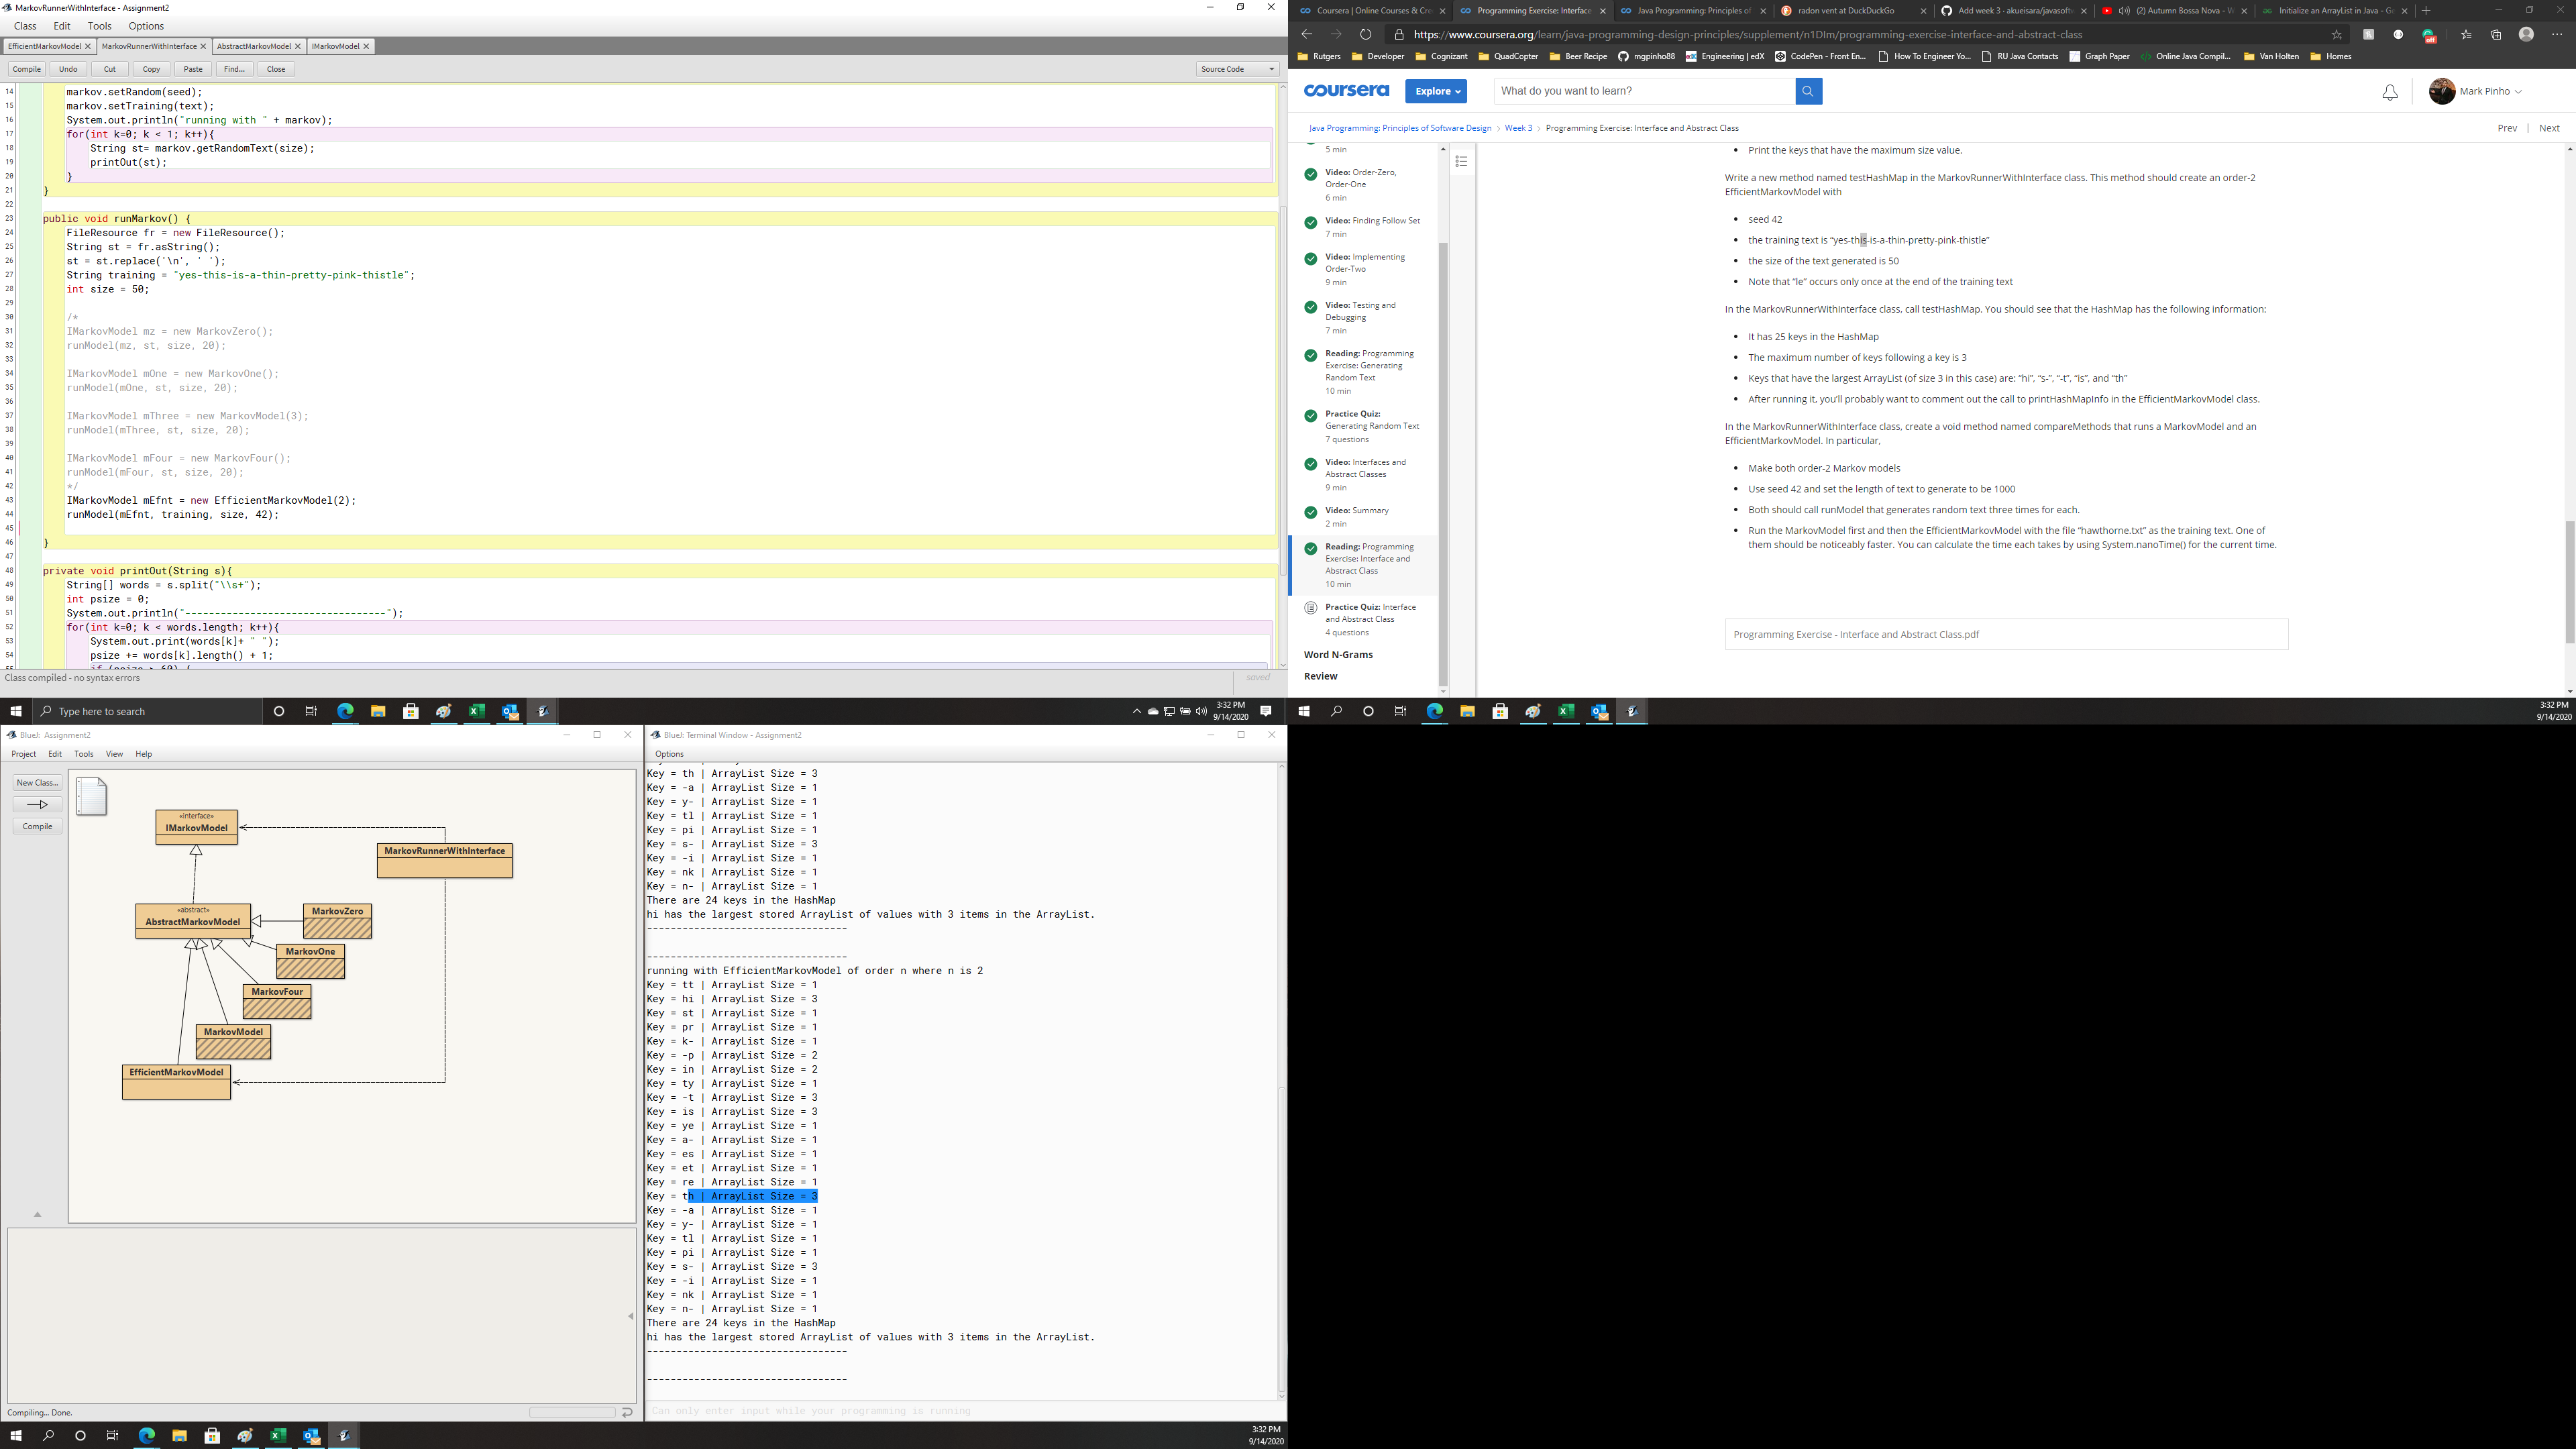 MarkovRunnerWithInterface - Assignment2
Class Edit Tools Options
EfficientMarkovModel MarkovRunnerWithInterface AbstractMarkovModel IMarkovModel
Compile Undo Cut Copy Paste Find... Close Source Code
14 markov.setRandom(seed);
15 markov.setTraining(text);
16 System.out.println("running with " + markov);
17 for(int k=0; k < 1; k++){
18 String st= markov.getRandomText(size);
19 printOut(st);
20 }
21 }
22
23 public void runMarkov() {
24 FileResource fr = new FileResource();
25 String st = fr.asString();
26 st = st.replace('\n', ' ');
27 String training = "yes-this-is-a-thin-pretty-pink-thistle";
28 int size = 50;
29
30 /*
31 IMarkovModel mz = new MarkovZero();
32 runModel(mz, st, size, 20);
33
34 IMarkovModel mOne = new MarkovOne();
35 runModel(mOne, st, size, 20);
36
37 IMarkovModel mThree = new MarkovModel(3);
38 runModel(mThree, st, size, 20);
39
40 IMarkovModel mFour = new MarkovFour();
41 runModel(mFour, st, size, 20);
42 */
43 IMarkovModel mEfnt = new EfficientMarkovModel(2);
44 runModel(mEfnt, training, size, 42);
45
46 }
47
48 private void printOut(String s){
49 String[] words = s.split("\\s+");
50 int psize = 0;
51 System.out.println("----------------------------------");
52 for(int k=0; k < words.length; k++){
53 System.out.print(words[k]+ " ");
54 psize += words[k].length() + 1;
Class compiled - no syntax errors
saved
Type here to search
3:32 PM
9/14/2020
Coursera | Online Courses & Cre Programming Exercise: Interface Java Programming: Principles of radon vent at DuckDuckGo Add week 3 · akueisara/javasoft (2) Autumn Bossa Nova - Initialize an ArrayList in Java - G
https://www.coursera.org/learn/java-programming-design-principles/supplement/n1DIm/programming-exercise-interface-and-abstract-class
Rutgers Developer Cognizant QuadCopter Beer Recipe mgpinho88 Engineering | edX CodePen - Front En... How To Engineer Yo... RU Java Contacts Graph Paper Online Java Compil... Van Holten Homes
coursera Explore What do you want to learn? Mark Pinho
Java Programming: Principles of Software Design > Week 3 > Programming Exercise: Interface and Abstract Class
Prev | Next
5 min
Video: Order-Zero,
Order-One
6 min
Video: Finding Follow Set
7 min
Video: Implementing
Order-Two
9 min
Video: Testing and
Debugging
7 min
Reading: Programming
Exercise: Generating
Random Text
10 min
Practice Quiz:
Generating Random Text
7 questions
Video: Interfaces and
Abstract Classes
9 min
Video: Summary
2 min
Reading: Programming
Exercise: Interface and
Abstract Class
10 min
Practice Quiz: Interface
and Abstract Class
4 questions
Word N-Grams
Review
Print the keys that have the maximum size value.
Write a new method named testHashMap in the MarkovRunnerWithInterface class. This method should create an order-2
EfficientMarkovModel with
seed 42
the training text is “yes-this-is-a-thin-pretty-pink-thistle”
the size of the text generated is 50
Note that “le” occurs only once at the end of the training text
In the MarkovRunnerWithInterface class, call testHashMap. You should see that the HashMap has the following information:
It has 25 keys in the HashMap
The maximum number of keys following a key is 3
Keys that have the largest ArrayList (of size 3 in this case) are: “hi”, “s-”, “-t”, “is”, and “th”
After running it, you’ll probably want to comment out the call to printHashMapInfo in the EfficientMarkovModel class.
In the MarkovRunnerWithInterface class, create a void method named compareMethods that runs a MarkovModel and an
EfficientMarkovModel. In particular,
Make both order-2 Markov models
Use seed 42 and set the length of text to generate to be 1000
Both should call runModel that generates random text three times for each.
Run the MarkovModel first and then the EfficientMarkovModel with the file “hawthorne.txt” as the training text. One of
them should be noticeably faster. You can calculate the time each takes by using System.nanoTime() for the current time.
Programming Exercise - Interface and Abstract Class.pdf
3:32 PM
9/14/2020
BlueJ: Assignment2
Project Edit Tools View Help
New Class...
Compile
«interface»
IMarkovModel
MarkovRunnerWithInterface
«abstract»
AbstractMarkovModel
MarkovZero
MarkovOne
MarkovFour
MarkovModel
EfficientMarkovModel
Compiling... Done.
BlueJ: Terminal Window - Assignment2
Options
Key = th | ArrayList Size = 3
Key = -a | ArrayList Size = 1
Key = y- | ArrayList Size = 1
Key = tl | ArrayList Size = 1
Key = pi | ArrayList Size = 1
Key = s- | ArrayList Size = 3
Key = -i | ArrayList Size = 1
Key = nk | ArrayList Size = 1
Key = n- | ArrayList Size = 1
There are 24 keys in the HashMap
hi has the largest stored ArrayList of values with 3 items in the ArrayList.
----------------------------------

----------------------------------
running with EfficientMarkovModel of order n where n is 2
Key = tt | ArrayList Size = 1
Key = hi | ArrayList Size = 3
Key = st | ArrayList Size = 1
Key = pr | ArrayList Size = 1
Key = k- | ArrayList Size = 1
Key = -p | ArrayList Size = 2
Key = in | ArrayList Size = 2
Key = ty | ArrayList Size = 1
Key = -t | ArrayList Size = 3
Key = is | ArrayList Size = 3
Key = ye | ArrayList Size = 1
Key = a- | ArrayList Size = 1
Key = es | ArrayList Size = 1
Key = et | ArrayList Size = 1
Key = re | ArrayList Size = 1
Key = th | ArrayList Size = 3
Key = -a | ArrayList Size = 1
Key = y- | ArrayList Size = 1
Key = tl | ArrayList Size = 1
Key = pi | ArrayList Size = 1
Key = s- | ArrayList Size = 3
Key = -i | ArrayList Size = 1
Key = nk | ArrayList Size = 1
Key = n- | ArrayList Size = 1
There are 24 keys in the HashMap
hi has the largest stored ArrayList of values with 3 items in the ArrayList.
----------------------------------

----------------------------------
Can only enter input while your programming is running
3:32 PM
9/14/2020